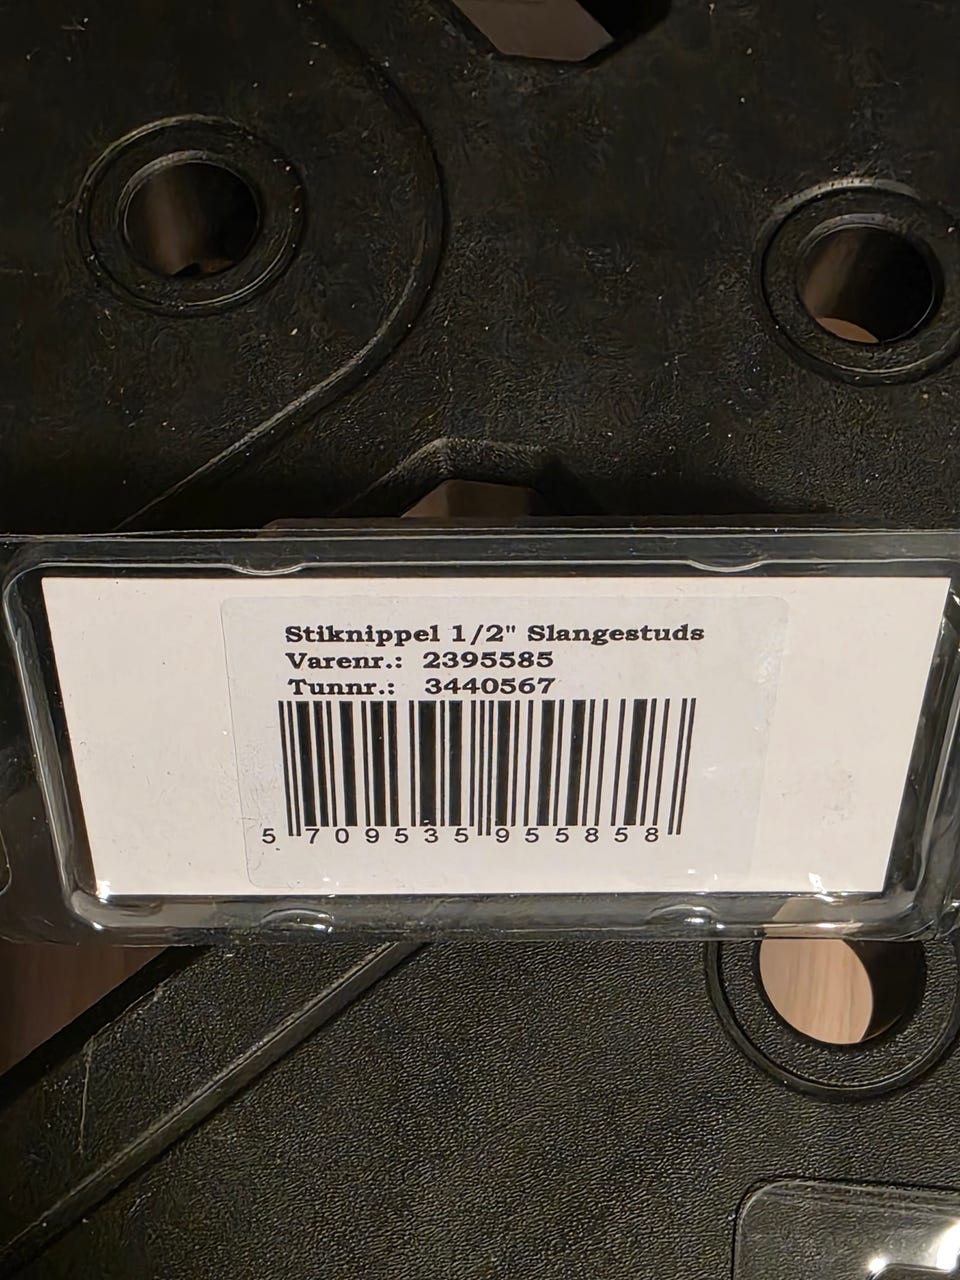 Stiknippel 1/2" Slangestuds
Varenr.: 2395585
Tunnr.: 3440567
5 709535 955858